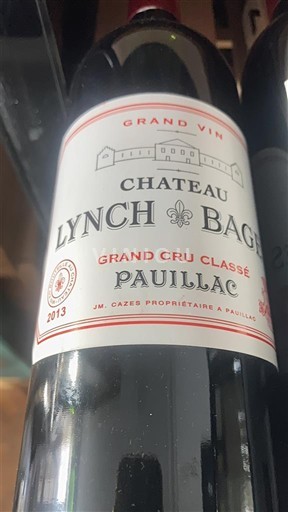 GRAND VIN
CHATEAU
LYNCH BAGE
GRAND CRU CLASSÉ
PAUILLAC
2013
JM. CAZES PROPRIÉTAIRE A PAUILLAC